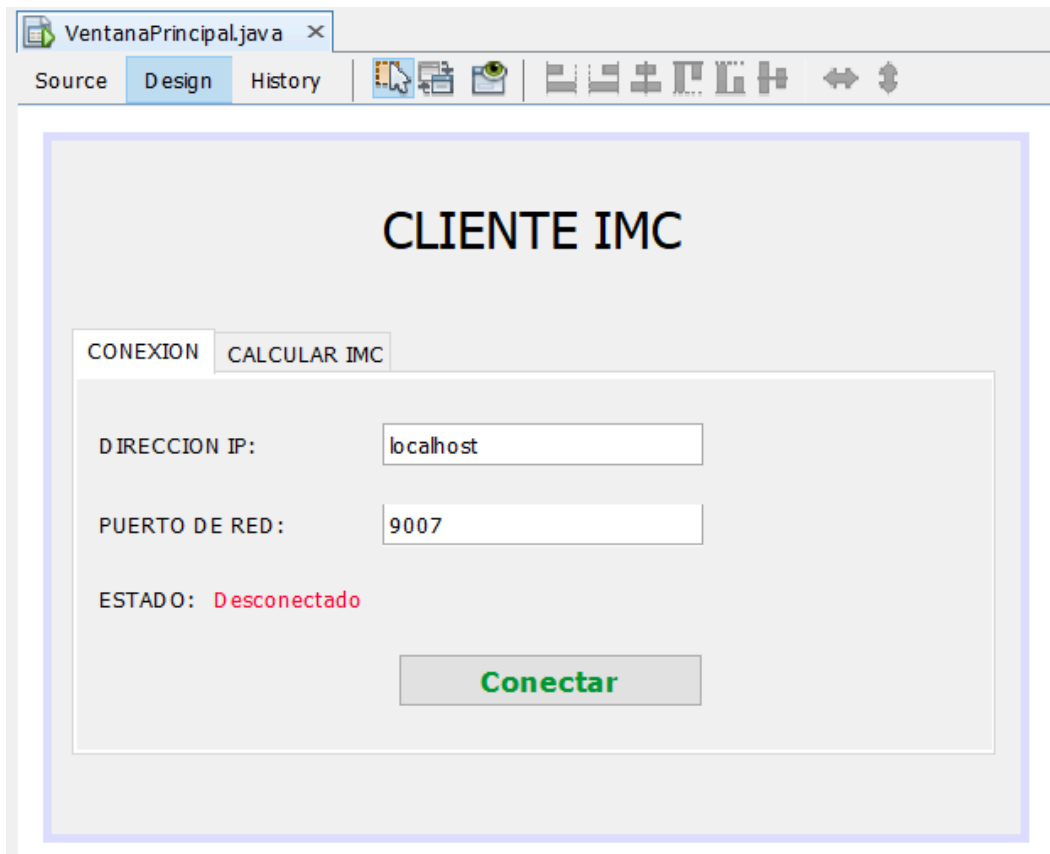 VentanaPrincipal.java
Source Design History
CLIENTE IMC
CONEXION CALCULAR IMC
DIRECCION IP: localhost
PUERTO DE RED: 9007
ESTADO: Desconectado
Conectar